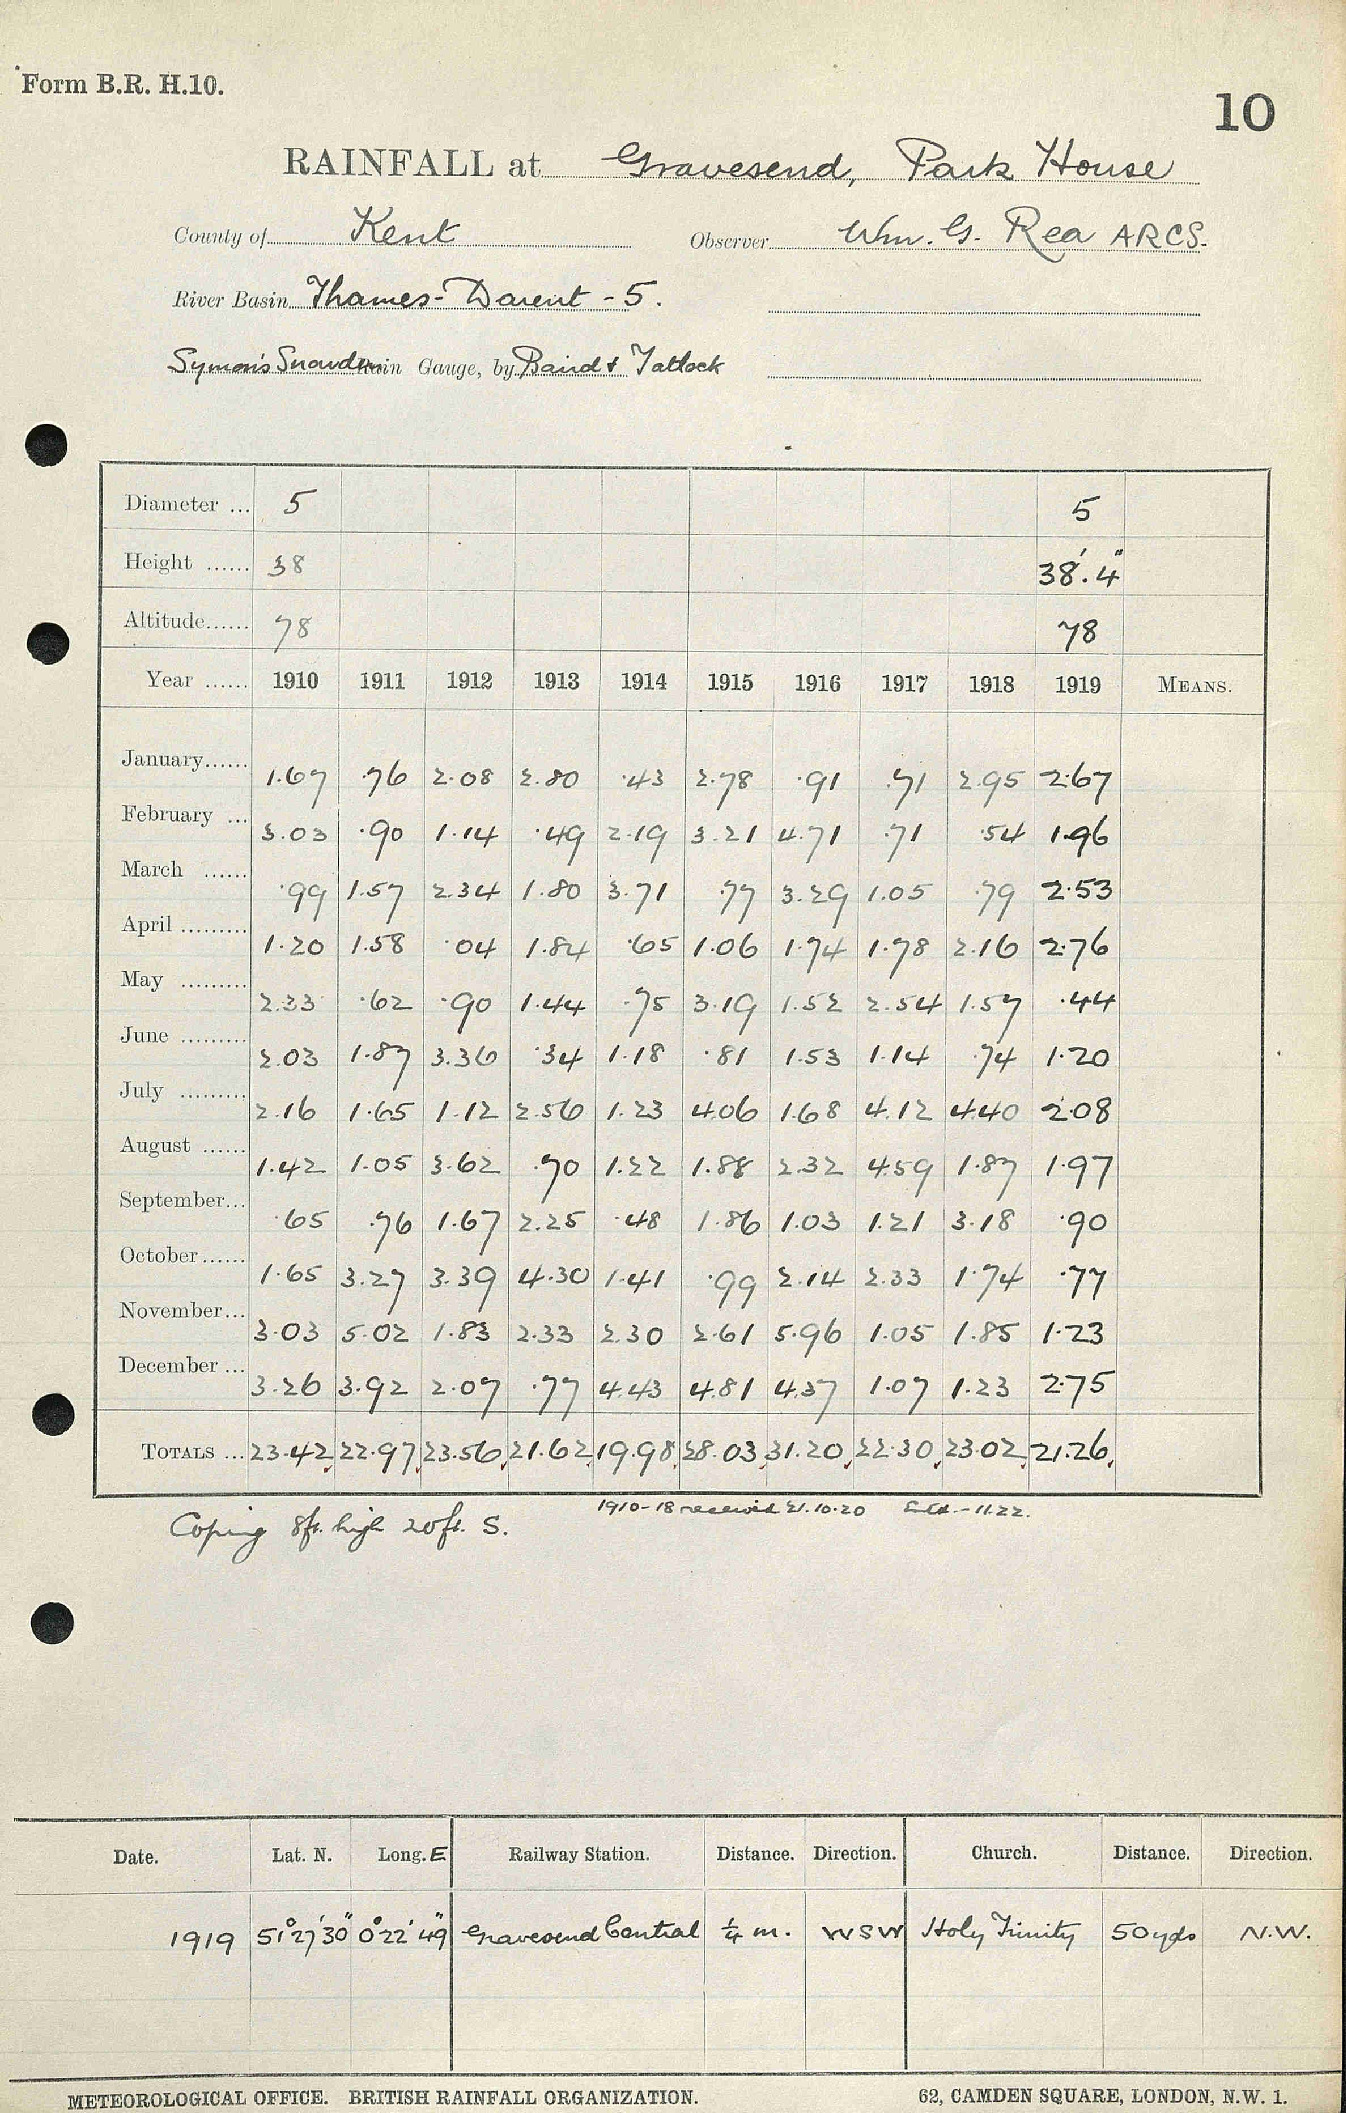 Form B.R. H.10.
10
RAINFALL at Gravesend, Park House
County of Kent Observer Wm. G. Rea ARCS.
River Basin Thames-Darent - 5.
Symon's Snowdon Rain Gauge, by Baird & Tatlock
Diameter ... 5 5
Height ...... 38 38'.4"
Altitude...... 78 78
Year ...... 1910 1911 1912 1913 1914 1915 1916 1917 1918 1919 MEANS.
January...... 1.67 .76 2.08 2.80 .43 2.78 .91 .71 2.95 2.67
February ... 3.03 .90 1.14 .49 2.19 3.21 4.71 .71 .54 1.96
March ...... .99 1.57 2.34 1.80 3.71 .77 3.29 1.05 .79 2.53
April ......... 1.20 1.58 .04 1.84 .65 1.06 1.74 1.78 2.16 2.76
May ......... 2.33 .62 .90 1.44 .75 3.19 1.52 2.54 1.57 .44
June ......... 2.03 1.87 3.36 .34 1.18 .81 1.53 1.14 .74 1.20
July ......... 2.16 1.65 1.12 2.56 1.23 4.06 1.68 4.12 4.40 2.08
August ...... 1.42 1.05 3.62 .70 1.22 1.88 2.32 4.59 1.87 1.97
September... .65 .76 1.67 2.25 .48 1.86 1.03 1.21 3.18 .90
October...... 1.65 3.27 3.39 4.30 1.41 .99 2.14 2.33 1.74 .77
November... 3.03 5.02 1.83 2.33 2.30 2.61 5.96 1.05 1.85 1.23
December ... 3.26 3.92 2.07 .77 4.43 4.81 4.37 1.07 1.23 2.75
TOTALS ... 23.42 22.97 23.56 21.62 19.98 28.03 31.20 22.30 23.02 21.26
1910-18 received 21.10.20 - 11.22.
Coping 8ft. high 20ft. S.
Date. Lat. N. Long. E Railway Station. Distance. Direction. Church. Distance. Direction.
1919 51°27'30" 0°22'49" Gravesend Central ¼ m. WSW Holy Trinity 50 yds N.W.
METEOROLOGICAL OFFICE. BRITISH RAINFALL ORGANIZATION. 62, CAMDEN SQUARE, LONDON, N.W. 1.